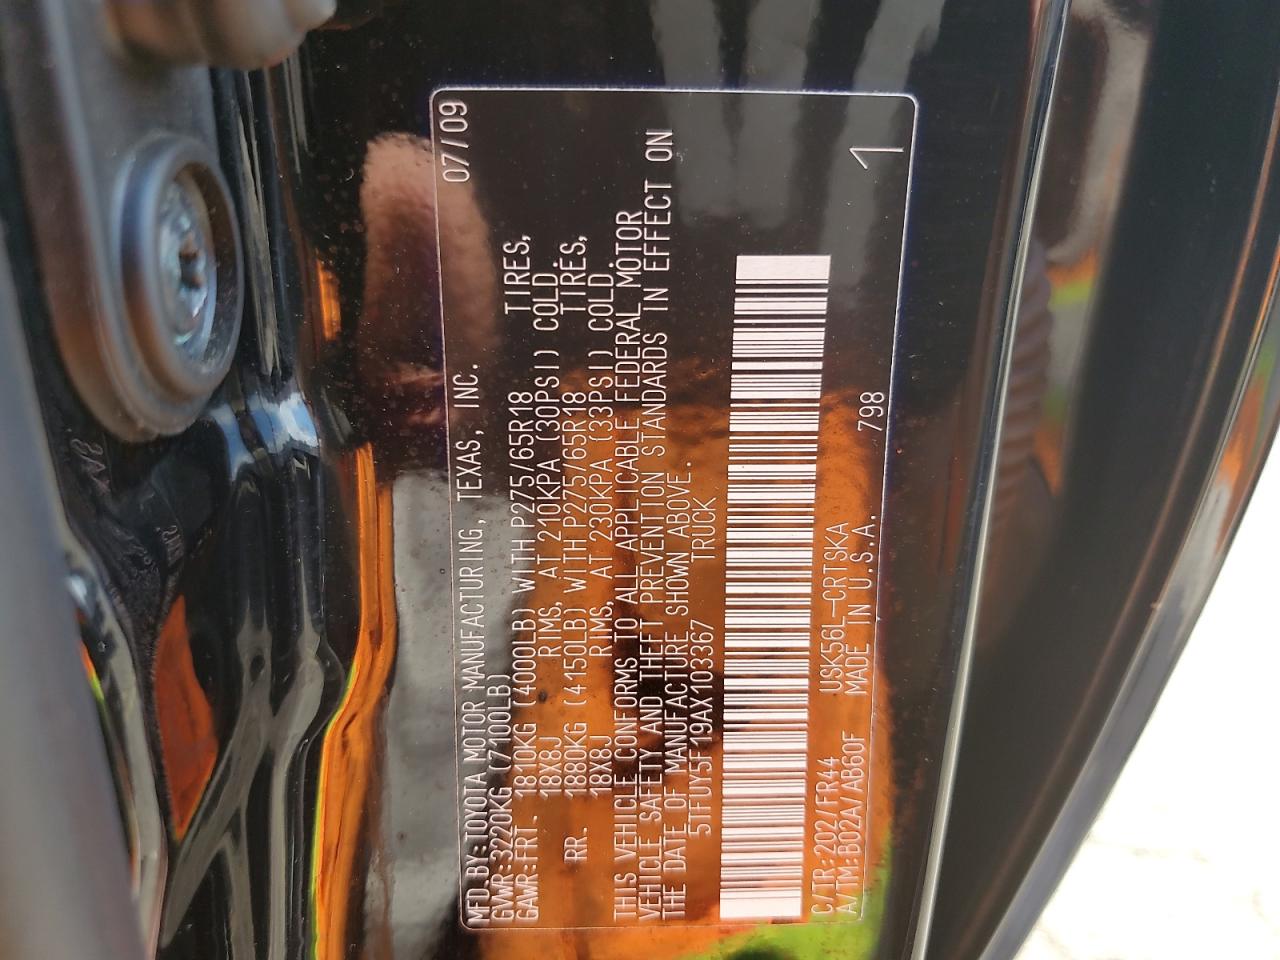 MFD.BY:TOYOTA MOTOR MANUFACTURING, TEXAS, INC. 07/09
GVWR:3220KG (7100LB)
GAWR:FRT. 1810KG (4000LB) WITH P275/65R18 TIRES,
18X8J RIMS, AT 210KPA (30PSI) COLD.
RR. 1880KG (4150LB) WITH P275/65R18 TIRES,
18X8J RIMS, AT 230KPA (33PSI) COLD.
THIS VEHICLE CONFORMS TO ALL APPLICABLE FEDERAL MOTOR
VEHICLE SAFETY AND THEFT PREVENTION STANDARDS IN EFFECT ON
THE DATE OF MANUFACTURE SHOWN ABOVE.
5TFUY5F19AX103367 TRUCK
C/TR:202/FR44 USK56L-CRTSKA 798 1
A/TM:B02A/AB60F MADE IN U.S.A.